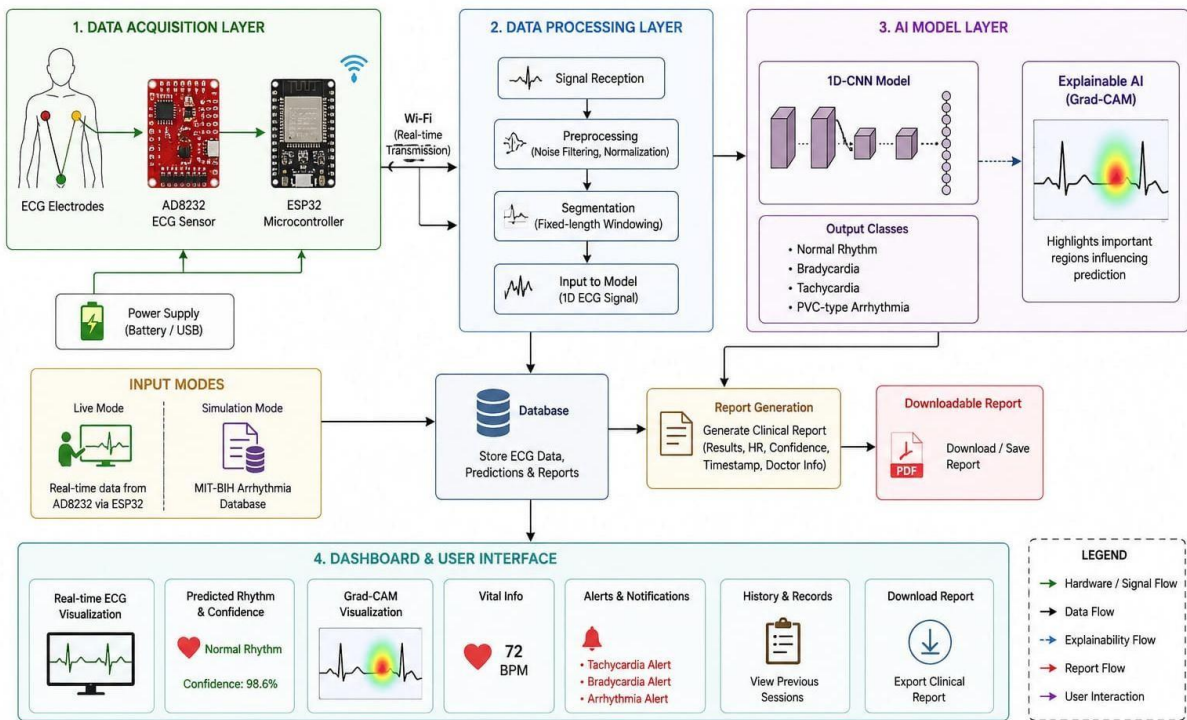 1. DATA ACQUISITION LAYER
ECG Electrodes
AD8232
ECG Sensor
ESP32
Microcontroller
Power Supply
(Battery / USB)
Wi-Fi
(Real-time
Transmission)
2. DATA PROCESSING LAYER
Signal Reception
Preprocessing
(Noise Filtering, Normalization)
Segmentation
(Fixed-length Windowing)
Input to Model
(1D ECG Signal)
3. AI MODEL LAYER
1D-CNN Model
Output Classes
• Normal Rhythm
• Bradycardia
• Tachycardia
• PVC-type Arrhythmia
Explainable AI
(Grad-CAM)
Highlights important
regions influencing
prediction
INPUT MODES
Live Mode
Real-time data from
AD8232 via ESP32
Simulation Mode
MIT-BIH Arrhythmia
Database
Database
Store ECG Data,
Predictions & Reports
Report Generation
Generate Clinical Report
(Results, HR, Confidence,
Timestamp, Doctor Info)
Downloadable Report
PDF
Download / Save
Report
4. DASHBOARD & USER INTERFACE
Real-time ECG
Visualization
Predicted Rhythm
& Confidence
Normal Rhythm
Confidence: 98.6%
Grad-CAM
Visualization
Vital Info
72
BPM
Alerts & Notifications
• Tachycardia Alert
• Bradycardia Alert
• Arrhythmia Alert
History & Records
View Previous
Sessions
Download Report
Export Clinical
Report
LEGEND
Hardware / Signal Flow
Data Flow
Explainability Flow
Report Flow
User Interaction